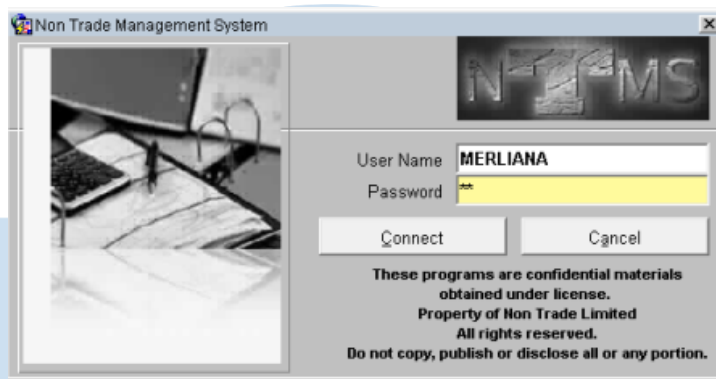 Non Trade Management System
NTMS
User Name MERLIANA
Password **
Connect Cancel
These programs are confidential materials
obtained under license.
Property of Non Trade Limited
All rights reserved.
Do not copy, publish or disclose all or any portion.